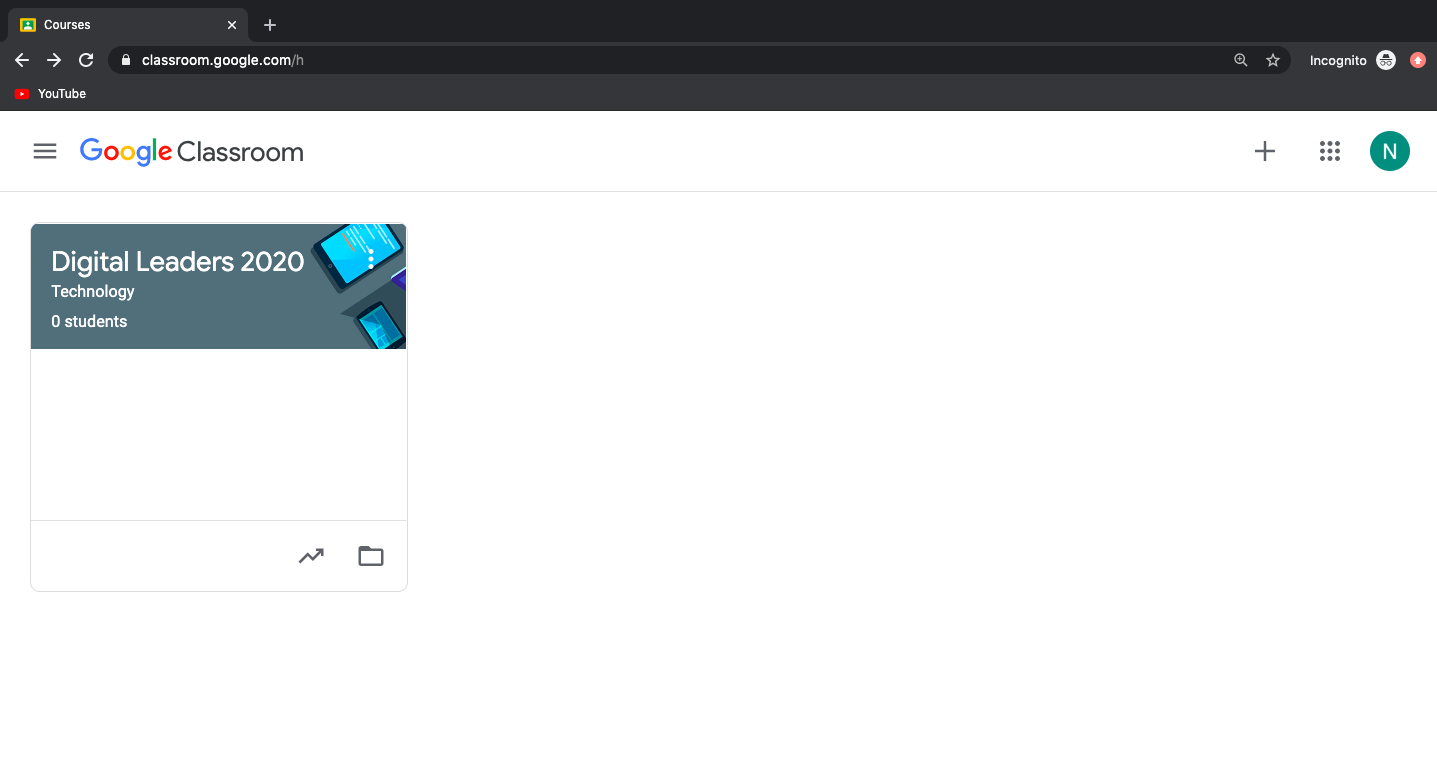 Courses
classroom.google.com/h
Incognito
YouTube
Google Classroom
N
Digital Leaders 2020
Technology
0 students